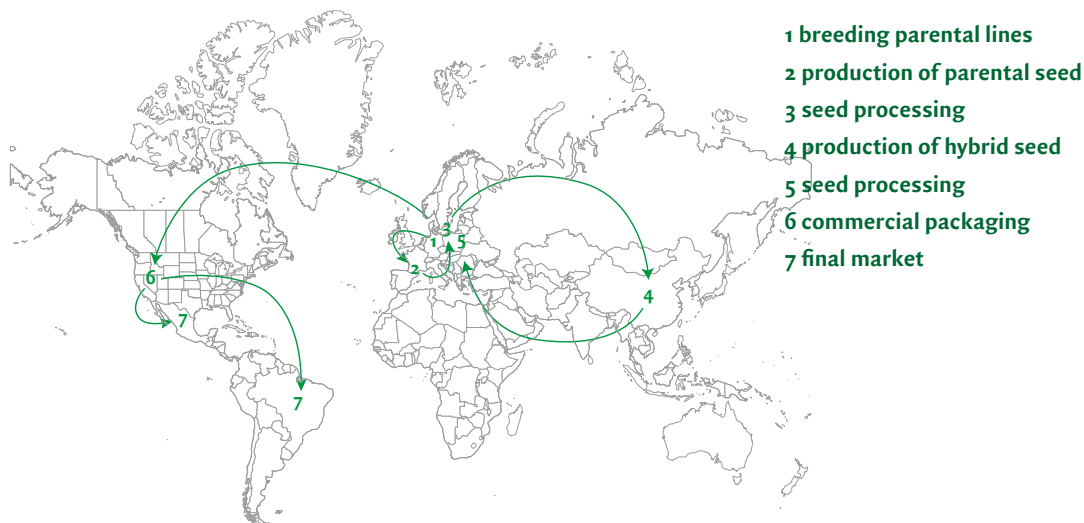 1 breeding parental lines
2 production of parental seed
3 seed processing
4 production of hybrid seed
5 seed processing
6 commercial packaging
7 final market
3
1
5
2
6
4
7
7